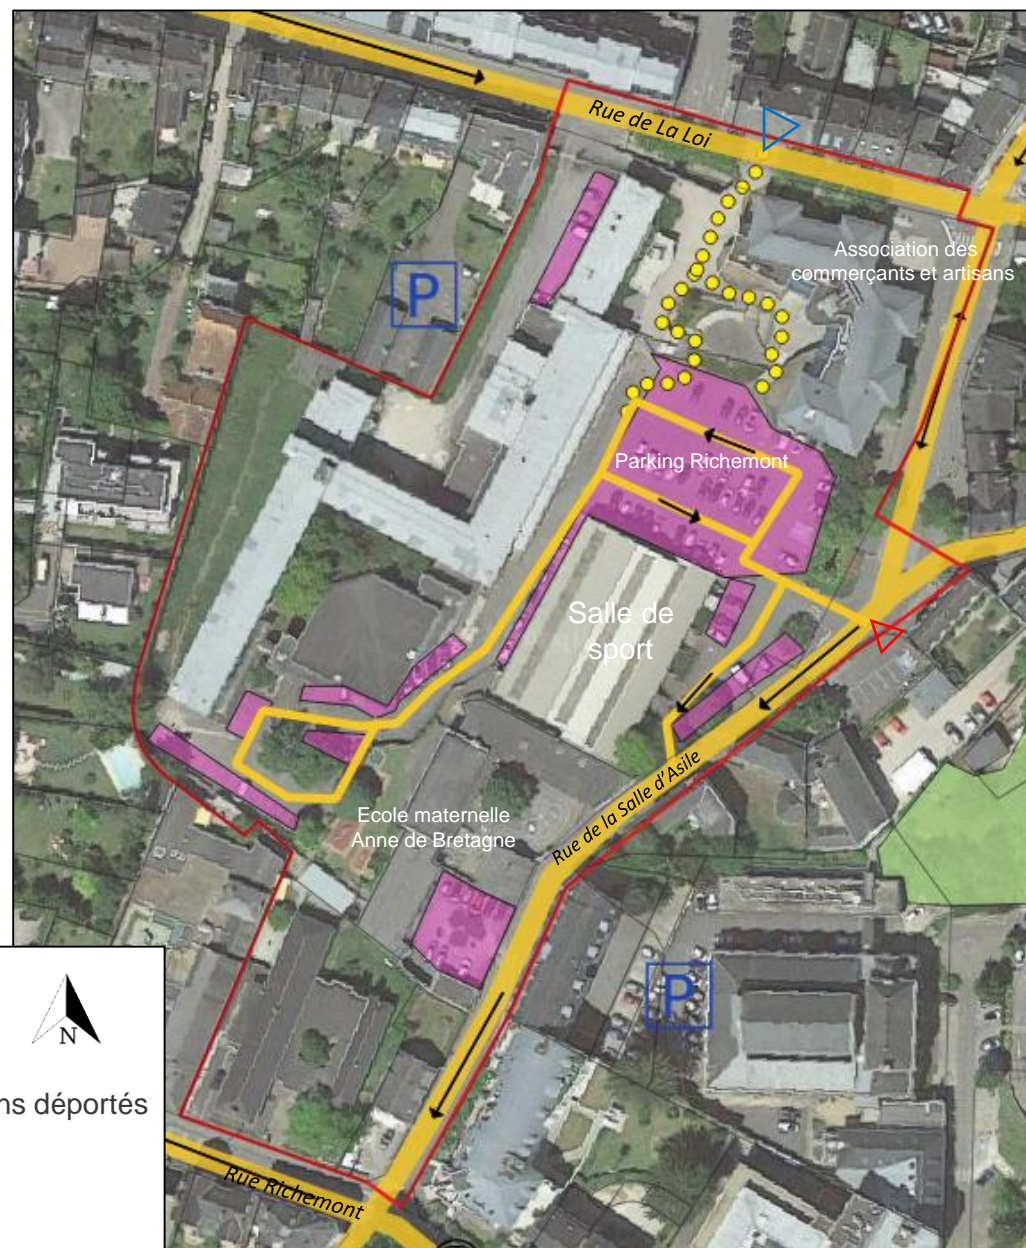 Rue de La Loi
Association des
commerçants et artisans
P
Parking Richemont
Salle de
sport
Rue de la Salle d'Asile
Ecole maternelle
Anne de Bretagne
P
N
ns déportés
Rue Richemont